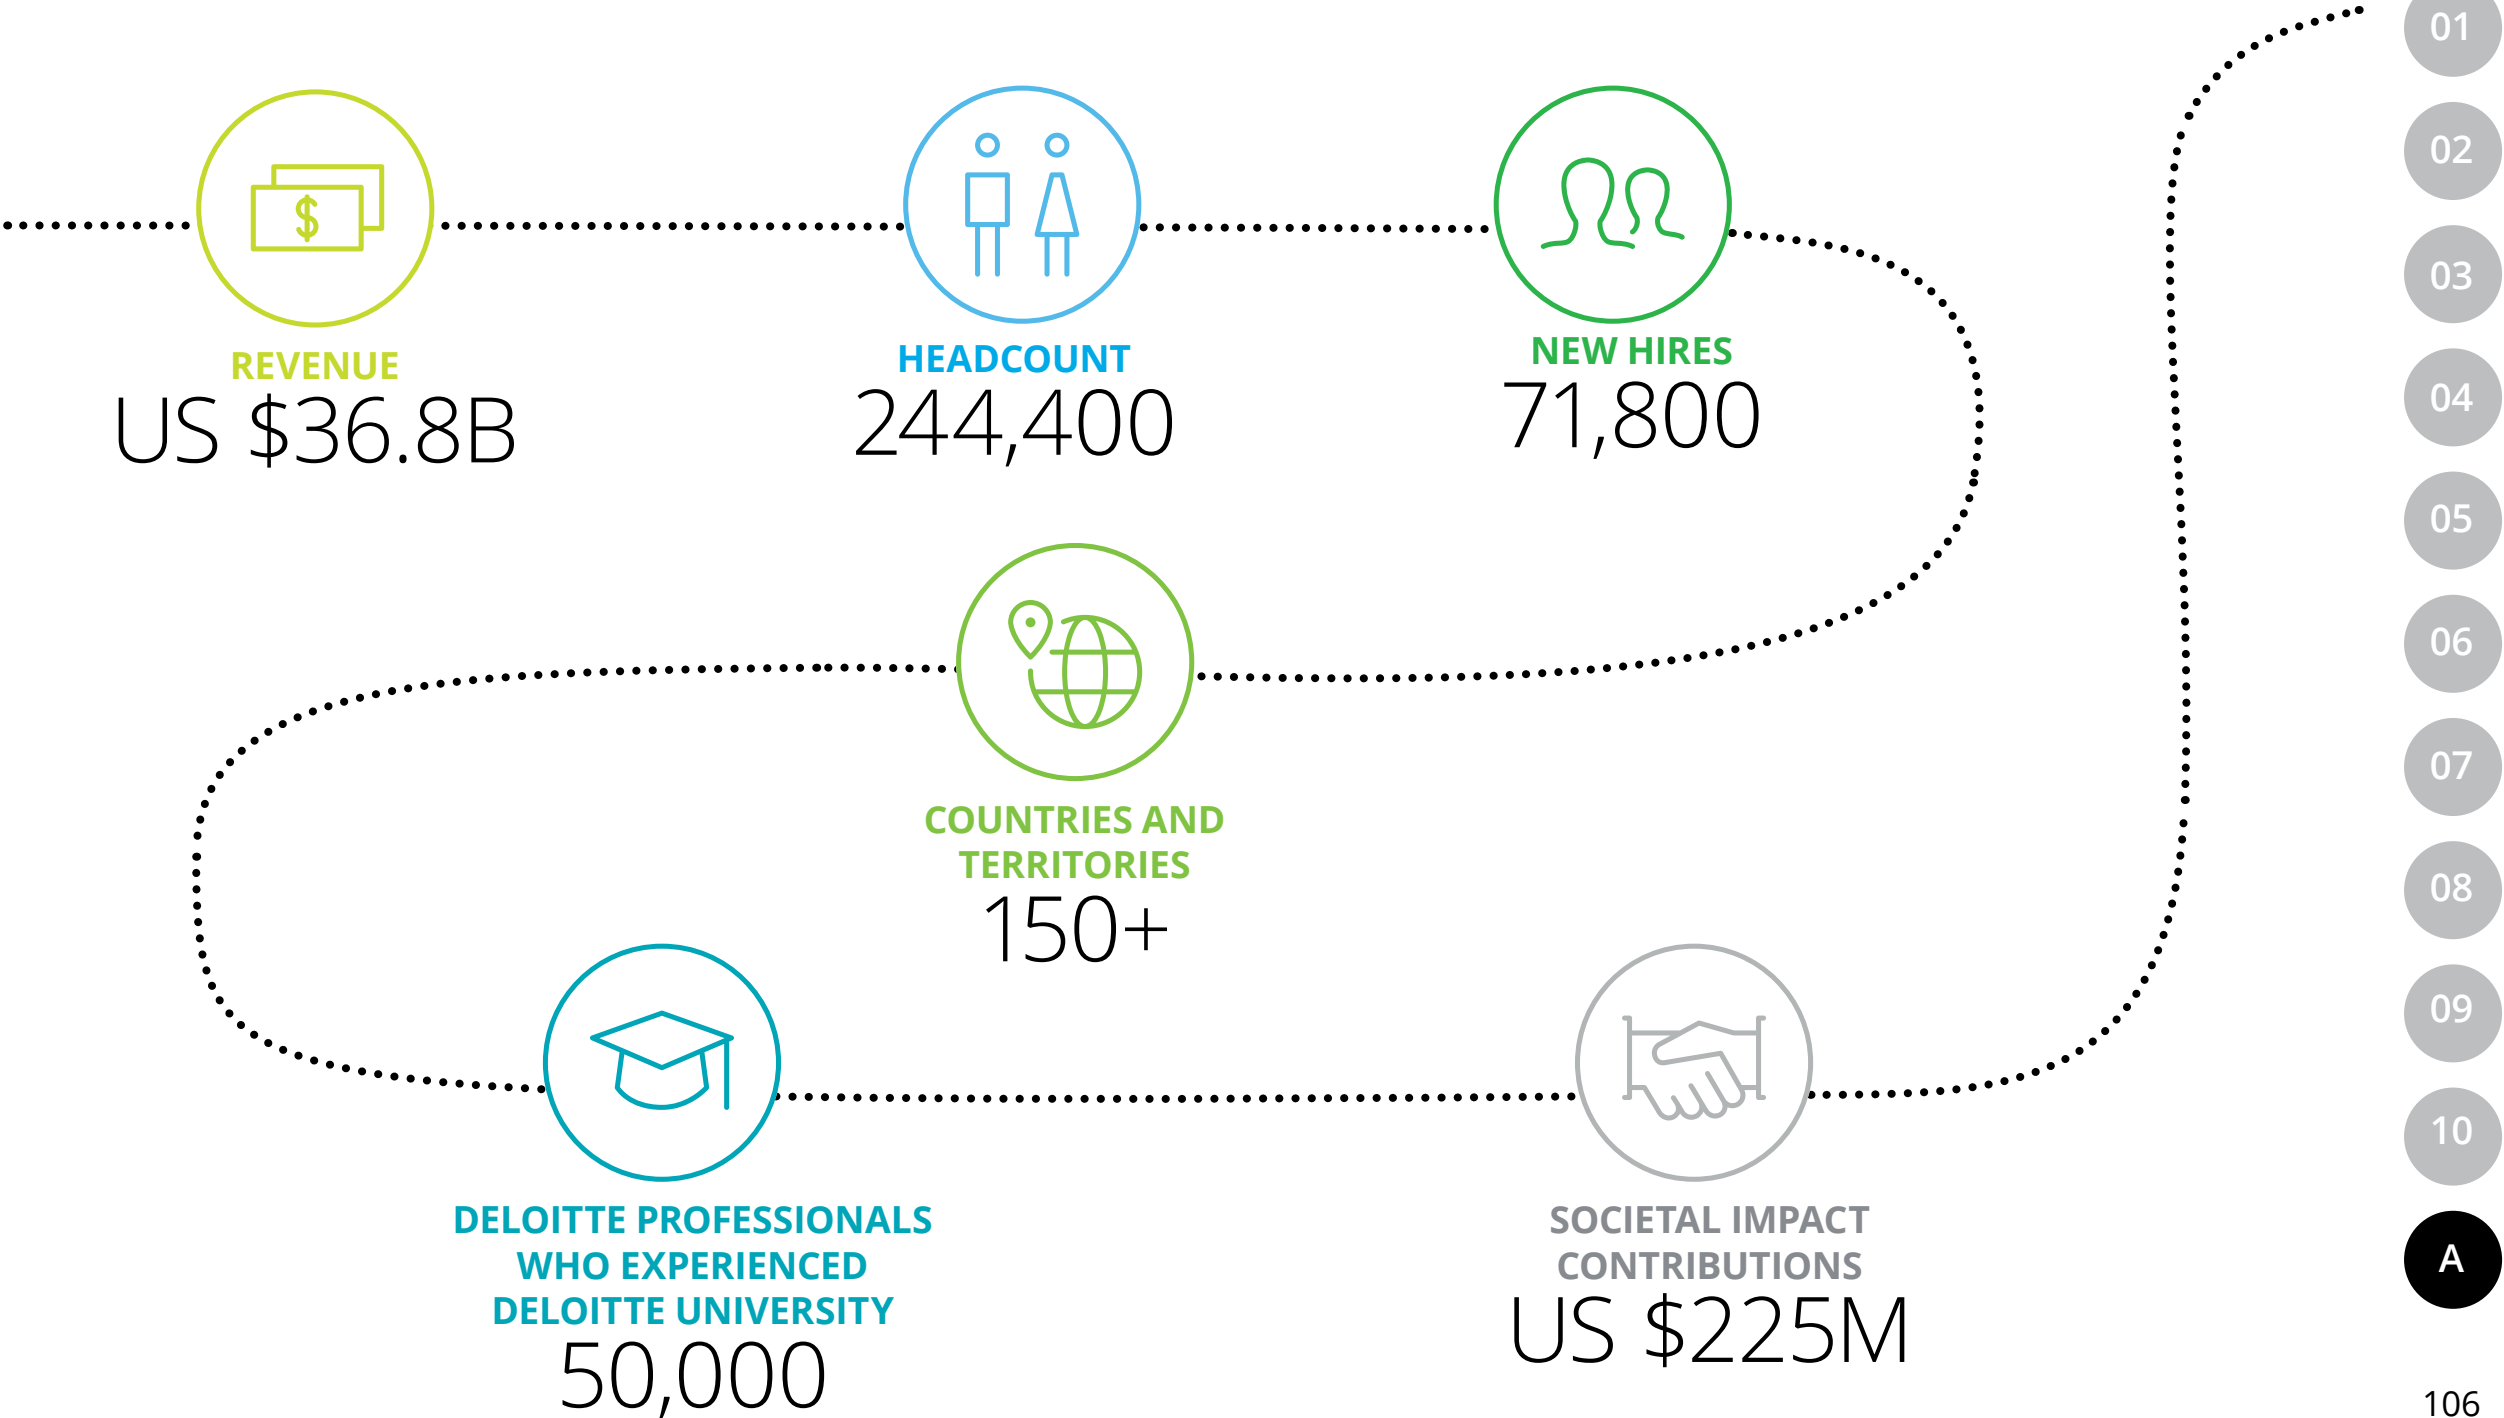 REVENUE
US $36.8B
HEADCOUNT
244,400
NEW HIRES
71,800
COUNTRIES AND
TERRITORIES
150+
DELOITTE PROFESSIONALS
WHO EXPERIENCED
DELOITTE UNIVERSITY
50,000
SOCIETAL IMPACT
CONTRIBUTIONS
US $225M
01
02
03
04
05
06
07
08
09
10
A
106